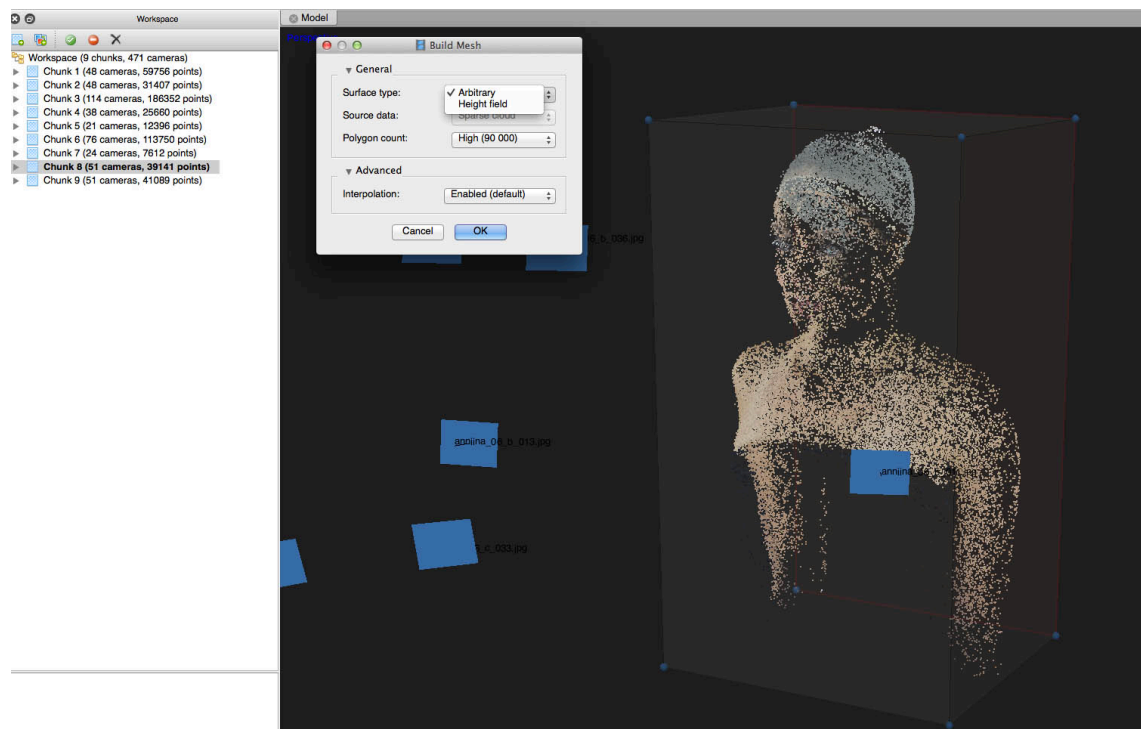 Workspace
Model
Workspace (9 chunks, 471 cameras)
Chunk 1 (48 cameras, 59756 points)
Chunk 2 (48 cameras, 31407 points)
Chunk 3 (114 cameras, 186352 points)
Chunk 4 (38 cameras, 25660 points)
Chunk 5 (21 cameras, 12396 points)
Chunk 6 (76 cameras, 113750 points)
Chunk 7 (24 cameras, 7612 points)
Chunk 8 (51 cameras, 39141 points)
Chunk 9 (51 cameras, 41089 points)
Build Mesh
General
Surface type:
✓ Arbitrary
Height field
Source data:
Sparse cloud
Polygon count:
High (90 000)
Advanced
Interpolation:
Enabled (default)
Cancel
OK
_b_036.jpg
anniina_08_b_013.jpg
_c_033.jpg